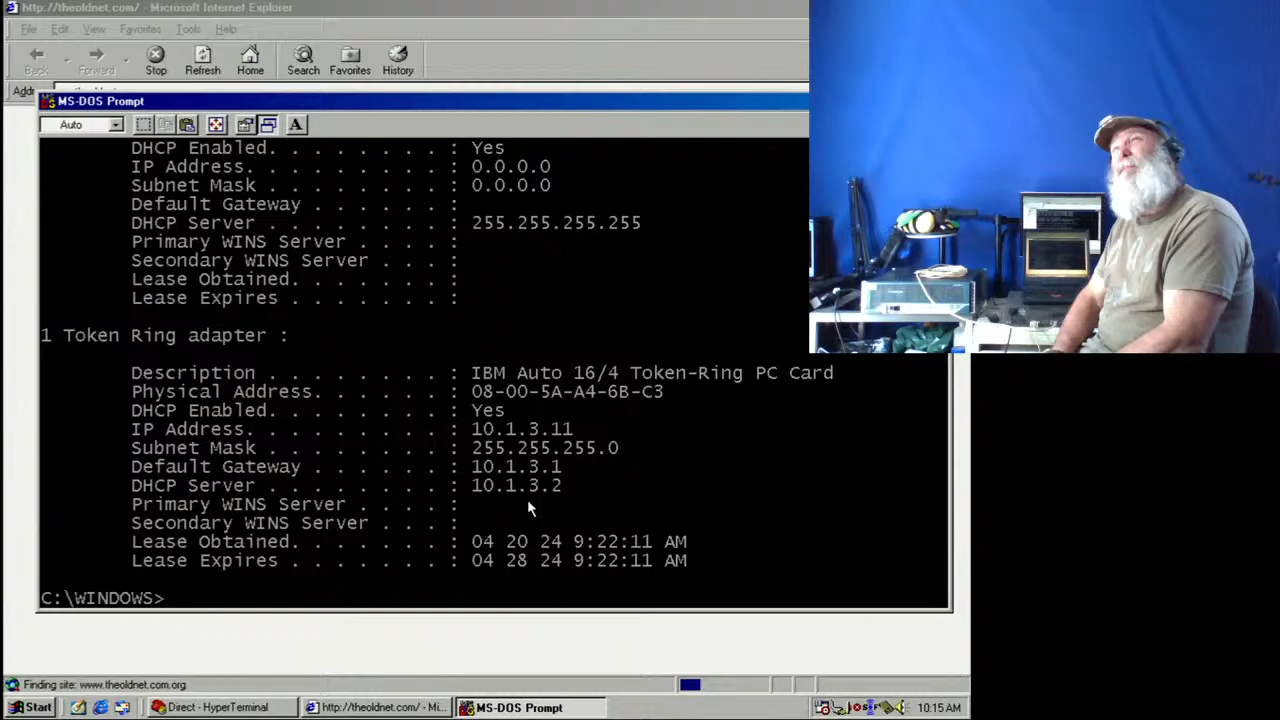 http://theoldnet.com/ - Microsoft Internet Explorer
File Edit View Favorites Tools Help
Back Forward Stop Refresh Home Search Favorites History
MS-DOS Prompt
Auto
A
DHCP Enabled. . . . . . . . : Yes
IP Address. . . . . . . . . : 0.0.0.0
Subnet Mask . . . . . . . . : 0.0.0.0
Default Gateway . . . . . . :
DHCP Server . . . . . . . . : 255.255.255.255
Primary WINS Server . . . . :
Secondary WINS Server . . . :
Lease Obtained. . . . . . . :
Lease Expires . . . . . . . :
1 Token Ring adapter :
Description . . . . . . . . : IBM Auto 16/4 Token-Ring PC Card
Physical Address. . . . . . : 08-00-5A-A4-6B-C3
DHCP Enabled. . . . . . . . : Yes
IP Address. . . . . . . . . : 10.1.3.11
Subnet Mask . . . . . . . . : 255.255.255.0
Default Gateway . . . . . . : 10.1.3.1
DHCP Server . . . . . . . . : 10.1.3.2
Primary WINS Server . . . . :
Secondary WINS Server . . . :
Lease Obtained. . . . . . . : 04 20 24 9:22:11 AM
Lease Expires . . . . . . . : 04 28 24 9:22:11 AM
C:\WINDOWS>
Finding site: www.theoldnet.com.org
Start Direct - HyperTerminal http://theoldnet.com/ - Mi... MS-DOS Prompt 10:15 AM